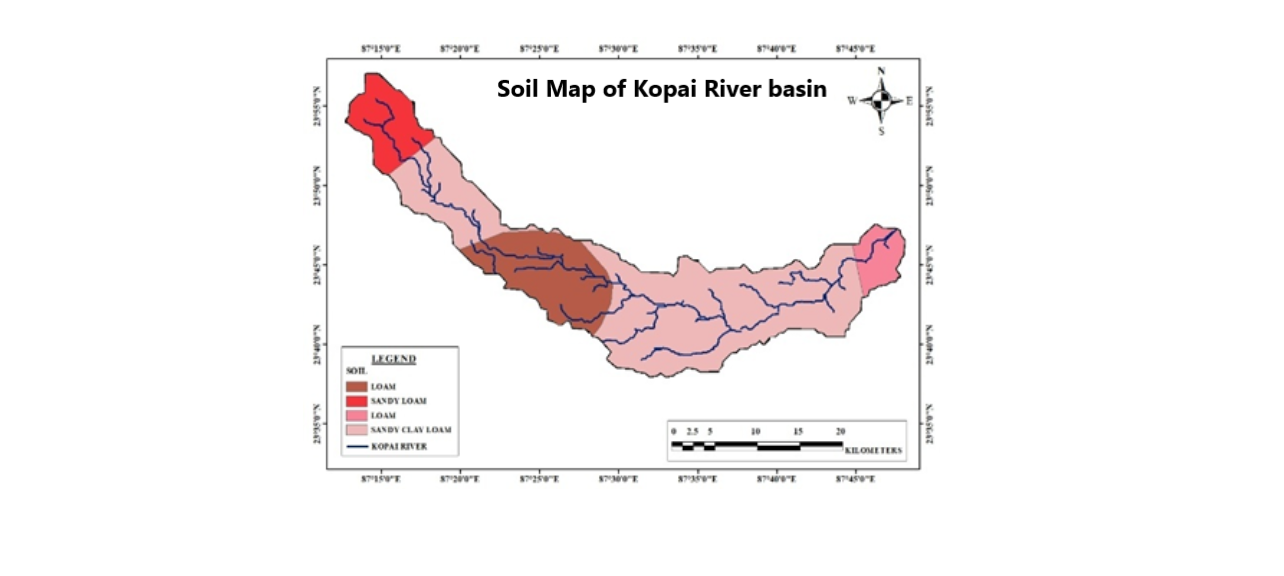 87°15'0"E 87°20'0"E 87°25'0"E 87°30'0"E 87°35'0"E 87°40'0"E 87°45'0"E
Soil Map of Kopai River basin
N
W E
S
23°55'0"N 23°55'0"N
23°50'0"N 23°50'0"N
23°45'0"N 23°45'0"N
23°40'0"N 23°40'0"N
23°35'0"N 23°35'0"N
LEGEND
SOIL
LOAM
SANDY LOAM
LOAM
SANDY CLAY LOAM
KOPAI RIVER
0 2.5 5 10 15 20
KILOMETERS
87°15'0"E 87°20'0"E 87°25'0"E 87°30'0"E 87°35'0"E 87°40'0"E 87°45'0"E